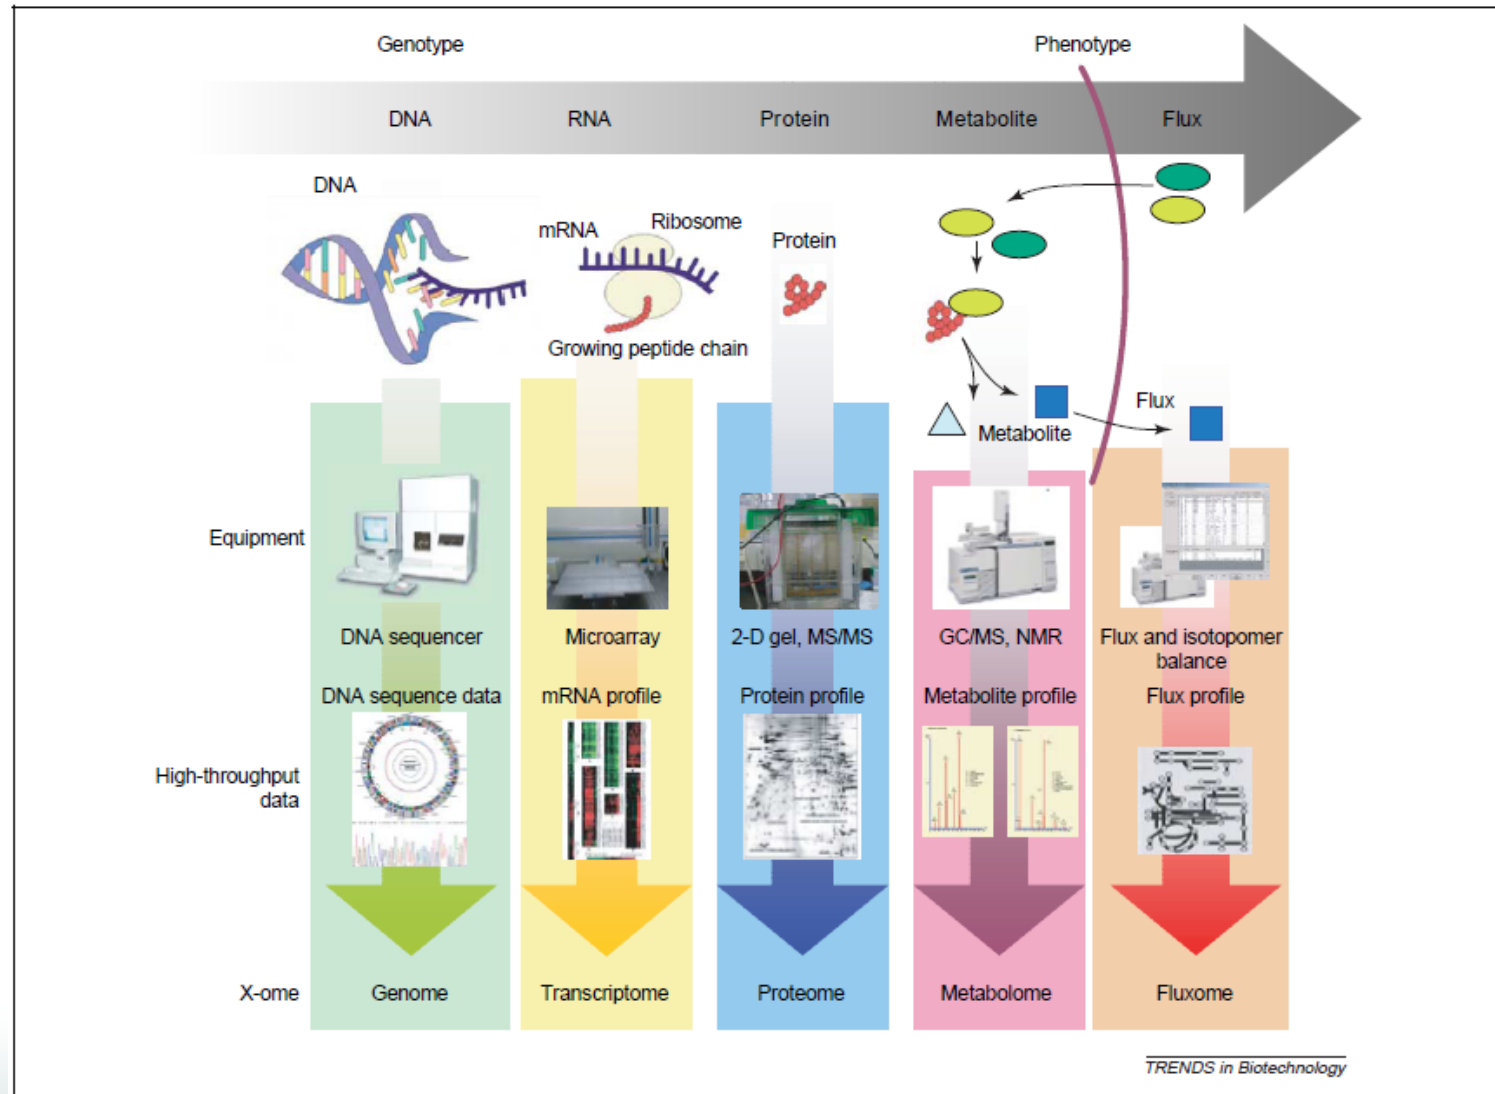 Genotype
Phenotype
DNA
RNA
Protein
Metabolite
Flux
DNA
mRNA
Ribosome
Protein
Growing peptide chain
Flux
Metabolite
Equipment
DNA sequencer
Microarray
2-D gel, MS/MS
GC/MS, NMR
Flux and isotopomer
balance
DNA sequence data
mRNA profile
Protein profile
Metabolite profile
Flux profile
High-throughput
data
X-ome
Genome
Transcriptome
Proteome
Metabolome
Fluxome
TRENDS in Biotechnology